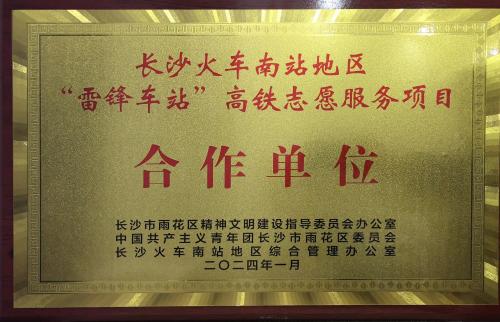 长沙火车南站地区
“雷锋车站”高铁志愿服务项目
合作单位
长沙市雨花区精神文明建设指导委员会办公室
中国共产主义青年团长沙市雨花区委员会
长沙火车南站地区综合管理办公室
二〇二四年一月